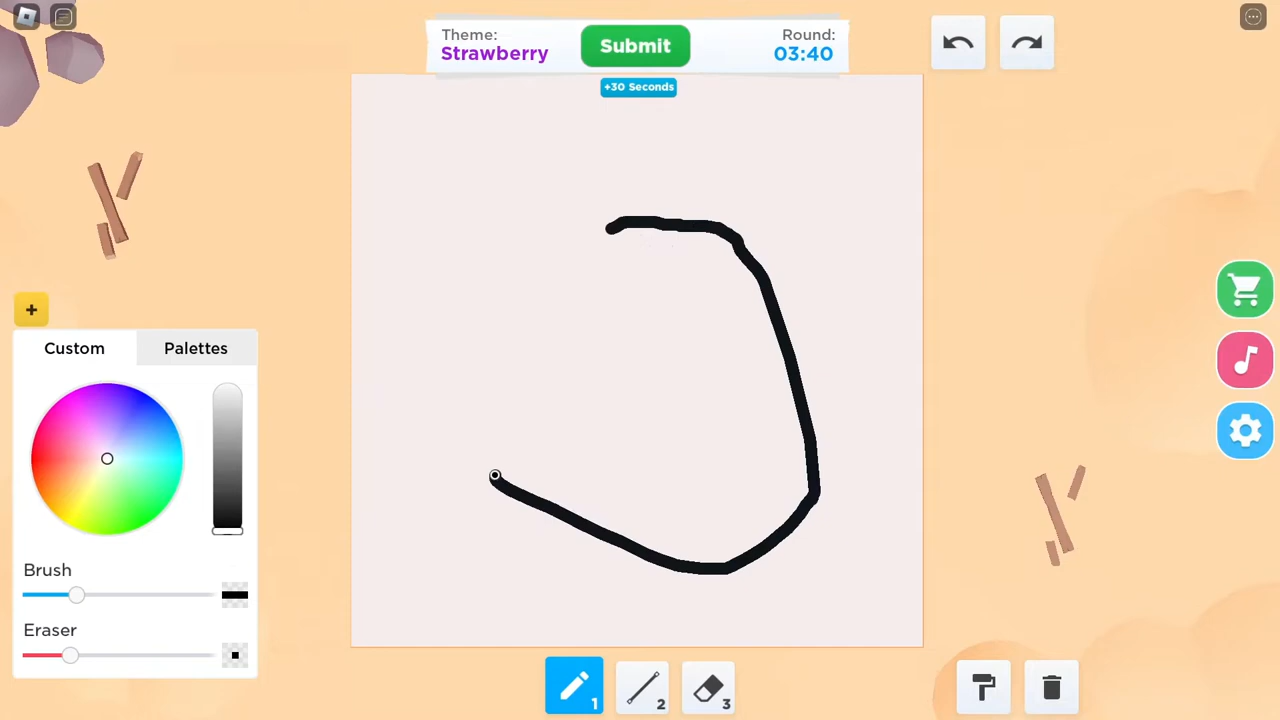 Theme:
Strawberry
Submit
Round:
03:40
+30 Seconds
+
Custom
Palettes
Brush
Eraser
1
2
3